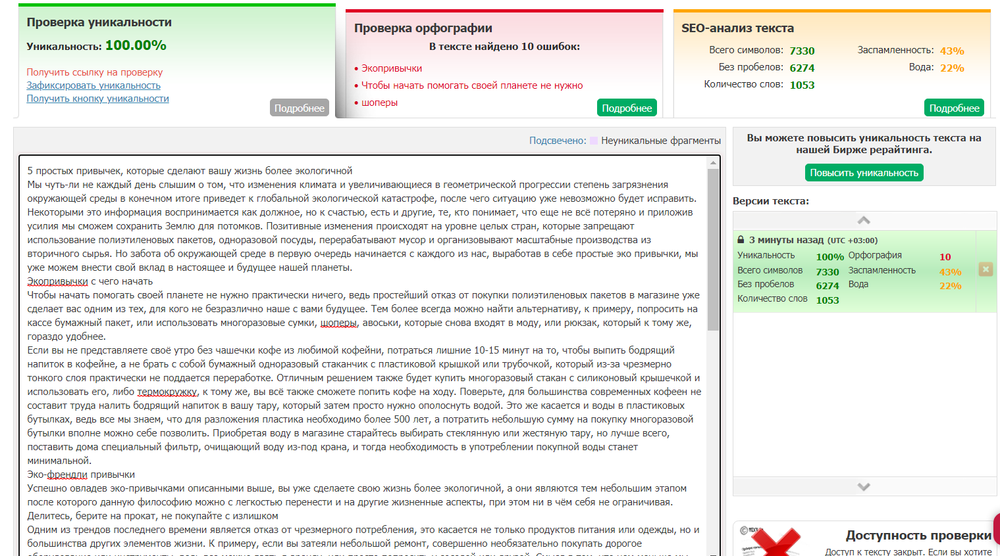 Проверка уникальности
Уникальность: 100.00%
Получить ссылку на проверку
Зафиксировать уникальность
Получить кнопку уникальности
Подробнее
Проверка орфографии
В тексте найдено 10 ошибок:
• Экопривычки
• Чтобы начать помогать своей планете не нужно
• шоперы
Подробнее
SEO-анализ текста
Всего символов: 7330
Заспамленность: 43%
Без пробелов: 6274
Вода: 22%
Количество слов: 1053
Подробнее
Подсвечено: Неуникальные фрагменты
5 простых привычек, которые сделают вашу жизнь более экологичной
Мы чуть-ли не каждый день слышим о том, что изменения климата и увеличивающиеся в геометрической прогрессии степень загрязнения
окружающей среды в конечном итоге приведет к глобальной экологической катастрофе, после чего ситуацию уже невозможно будет исправить.
Некоторыми это информация воспринимается как должное, но к счастью, есть и другие, те, кто понимает, что еще не всё потеряно и приложив
усилия мы сможем сохранить Землю для потомков. Позитивные изменения происходят на уровне целых стран, которые запрещают
использование полиэтиленовых пакетов, одноразовой посуды, перерабатывают мусор и организовывают масштабные производства из
вторичного сырья. Но забота об окружающей среде в первую очередь начинается с каждого из нас, выработав в себе простые эко привычки, мы
уже можем внести свой вклад в настоящее и будущее нашей планеты.
Экопривычки с чего начать
Чтобы начать помогать своей планете не нужно практически ничего, ведь простейший отказ от покупки полиэтиленовых пакетов в магазине уже
сделает вас одним из тех, для кого не безразлично наше с вами будущее. Тем более всегда можно найти альтернативу, к примеру, попросить на
кассе бумажный пакет, или использовать многоразовые сумки, шоперы, авоськи, которые снова входят в моду, или рюкзак, который к тому же,
гораздо удобнее.
Если вы не представляете своё утро без чашечки кофе из любимой кофейни, потраться лишние 10-15 минут на то, чтобы выпить бодрящий
напиток в кофейне, а не брать с собой бумажный одноразовый стаканчик с пластиковой крышкой или трубочкой, который из-за чрезмерно
тонкого слоя практически не поддается переработке. Отличным решением также будет купить многоразовый стакан с силиконовый крышечкой и
использовать его, либо термокружку, к тому же, вы всё также сможете попить кофе на ходу. Поверьте, для большинства современных кофеен не
составит труда налить бодрящий напиток в вашу тару, который затем просто нужно ополоснуть водой. Это же касается и воды в пластиковых
бутылках, ведь все мы знаем, что для разложения пластика необходимо более 500 лет, а потратить небольшую сумму на покупку многоразовой
бутылки вполне можно себе позволить. Приобретая воду в магазине старайтесь выбирать стеклянную или жестяную тару, но лучше всего,
поставить дома специальный фильтр, очищающий воду из-под крана, и тогда необходимость в употреблении покупной воды станет
минимальной.
Эко-френдли привычки
Успешно овладев эко-привычками описанными выше, вы уже сделаете свою жизнь более экологичной, а они являются тем небольшим этапом
после которого данную философию можно с легкостью перенести и на другие жизненные аспекты, при этом ни в чём себя не ограничивая.
Делитесь, берите на прокат, не покупайте с излишком
Одним из трендов последнего времени является отказ от чрезмерного потребления, это касается не только продуктов питания или одежды, но и
большинства других элементов жизни. К примеру, если вы затеяли небольшой ремонт, совершенно необязательно покупать дорогое
Вы можете повысить уникальность текста на
нашей Бирже рерайтинга.
Повысить уникальность
Версии текста:
3 минуты назад (UTC +03:00)
Уникальность 100% Орфография 10
Всего символов 7330 Заспамленность 43%
Без пробелов 6274 Вода 22%
Количество слов 1053
Доступность проверки
Доступ к тексту закрыт. Если вы хотите